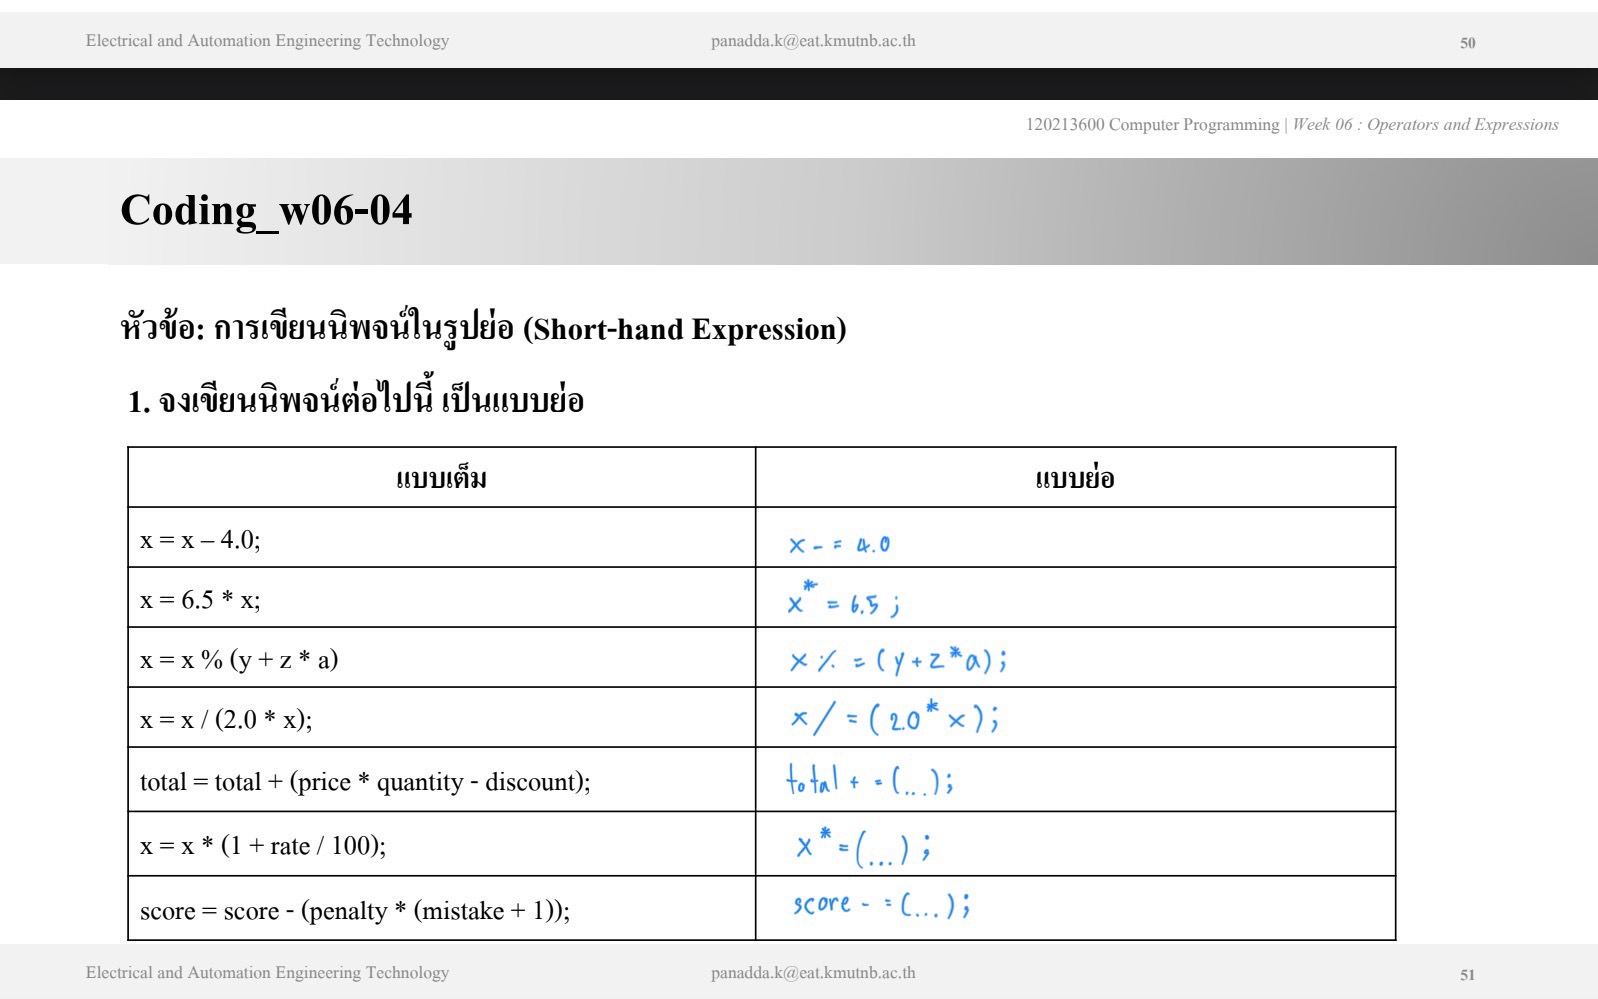 Electrical and Automation Engineering Technology panadda.k@eat.kmutnb.ac.th 50
120213600 Computer Programming | Week 06 : Operators and Expressions
Coding_w06-04
หัวข้อ: การเขียนนิพจน์ในรูปย่อ (Short-hand Expression)
1. จงเขียนนิพจน์ต่อไปนี้ เป็นแบบย่อ
แบบเต็ม แบบย่อ
x = x – 4.0; x - = 4.0
x = 6.5 * x; x * = 6.5 ;
x = x % (y + z * a) x % = ( y + z * a ) ;
x = x / (2.0 * x); x / = ( 2.0 * x ) ;
total = total + (price * quantity - discount); total + = (...) ;
x = x * (1 + rate / 100); x * = (...) ;
score = score - (penalty * (mistake + 1)); score - = (...) ;
Electrical and Automation Engineering Technology panadda.k@eat.kmutnb.ac.th 51